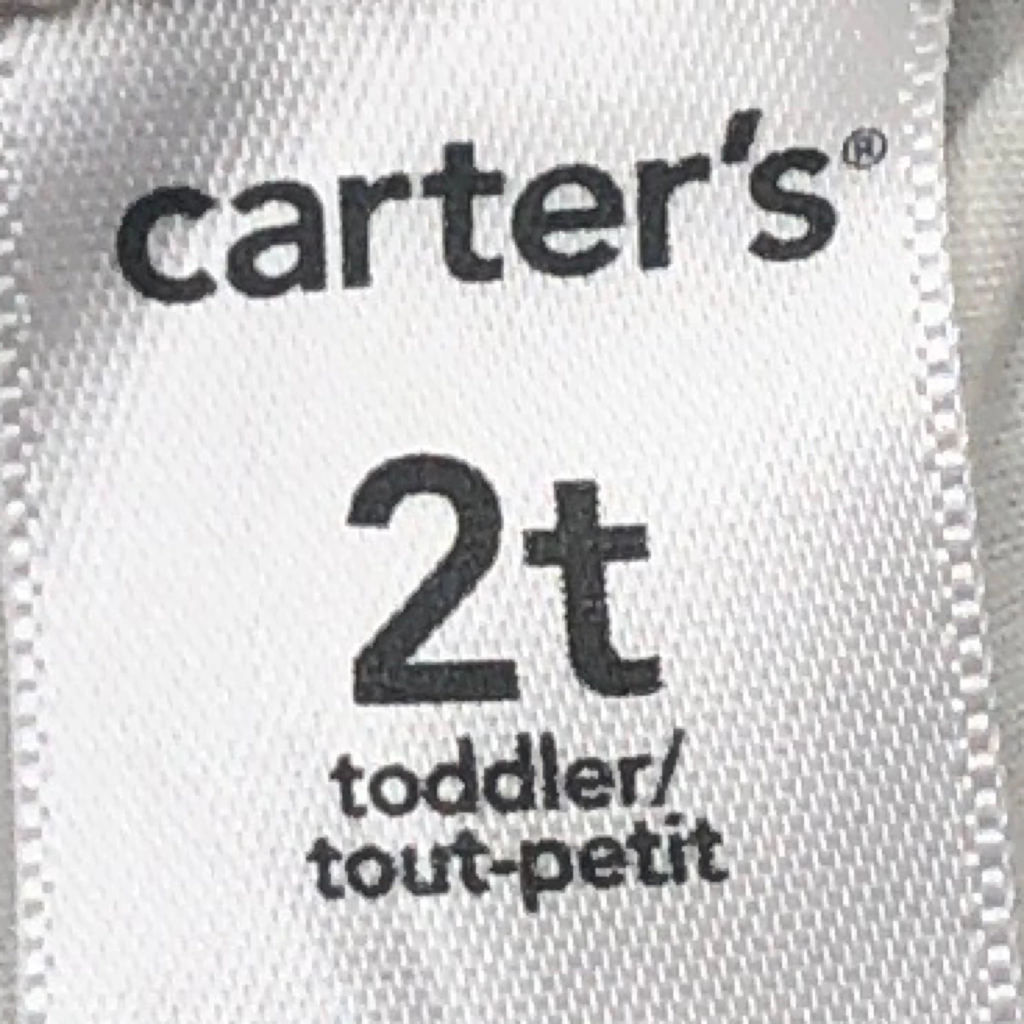 carter's®
2t
toddler/
tout-petit